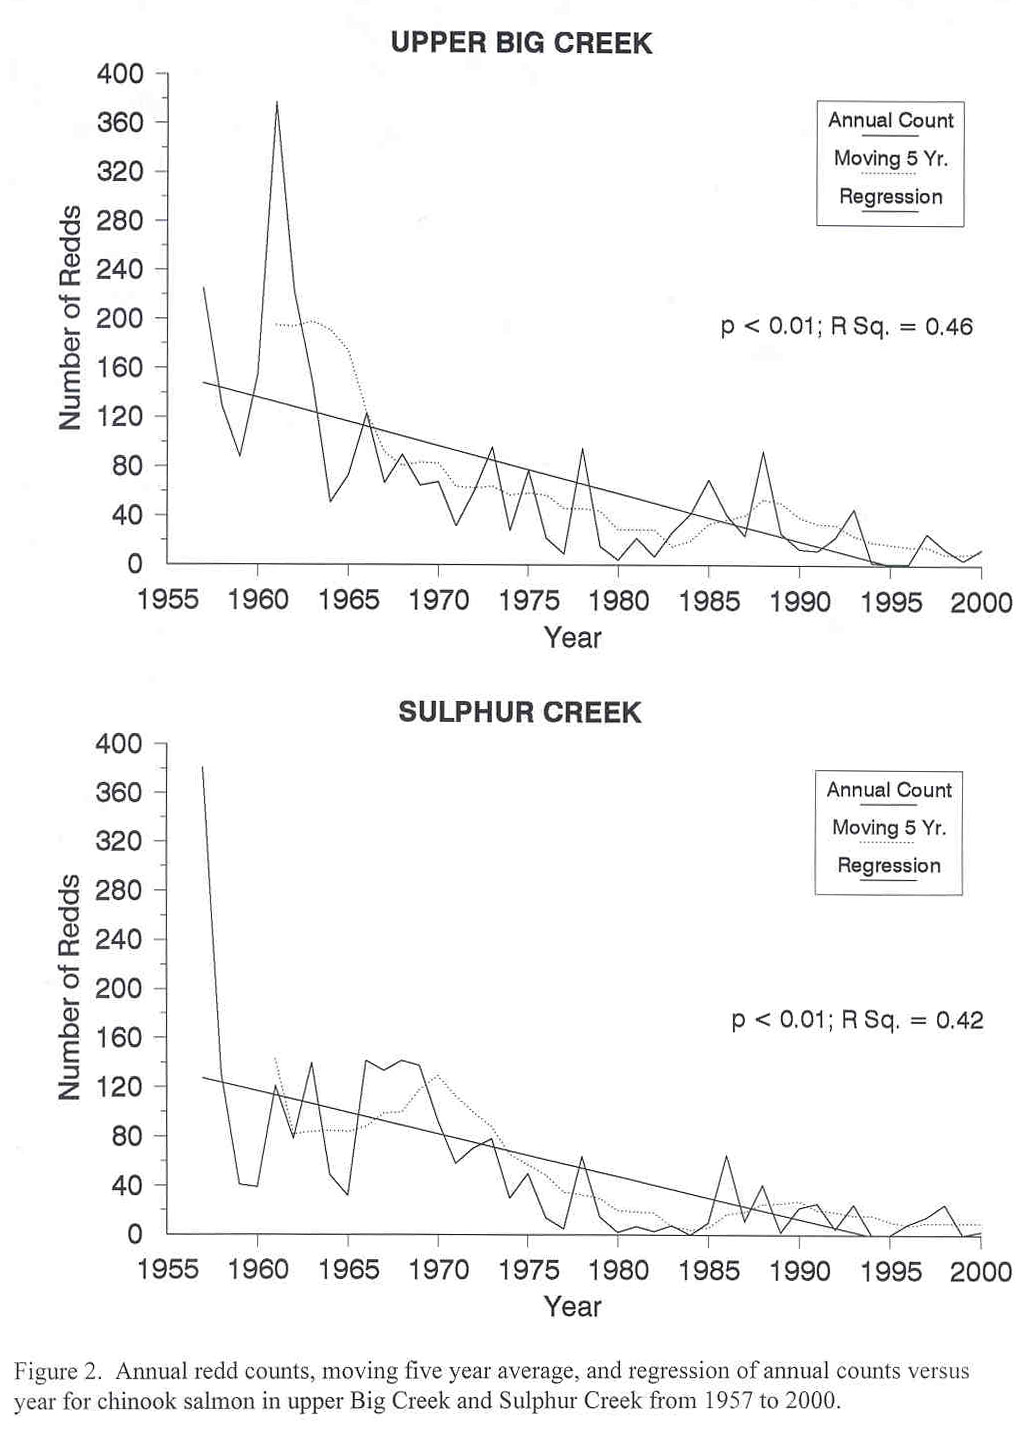 UPPER BIG CREEK
400
360
320
280
240
200
160
120
80
40
0
Number of Redds
Annual Count
Moving 5 Yr.
Regression
p < 0.01; R Sq. = 0.46
1955 1960 1965 1970 1975 1980 1985 1990 1995 2000
Year
SULPHUR CREEK
400
360
320
280
240
200
160
120
80
40
0
Number of Redds
Annual Count
Moving 5 Yr.
Regression
p < 0.01; R Sq. = 0.42
1955 1960 1965 1970 1975 1980 1985 1990 1995 2000
Year
Figure 2. Annual redd counts, moving five year average, and regression of annual counts versus
year for chinook salmon in upper Big Creek and Sulphur Creek from 1957 to 2000.